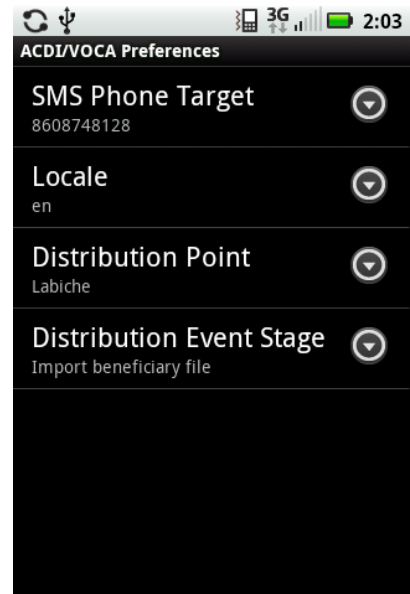 3G 2:03
ACDI/VOCA Preferences
SMS Phone Target
8608748128
Locale
en
Distribution Point
Labiche
Distribution Event Stage
Import beneficiary file